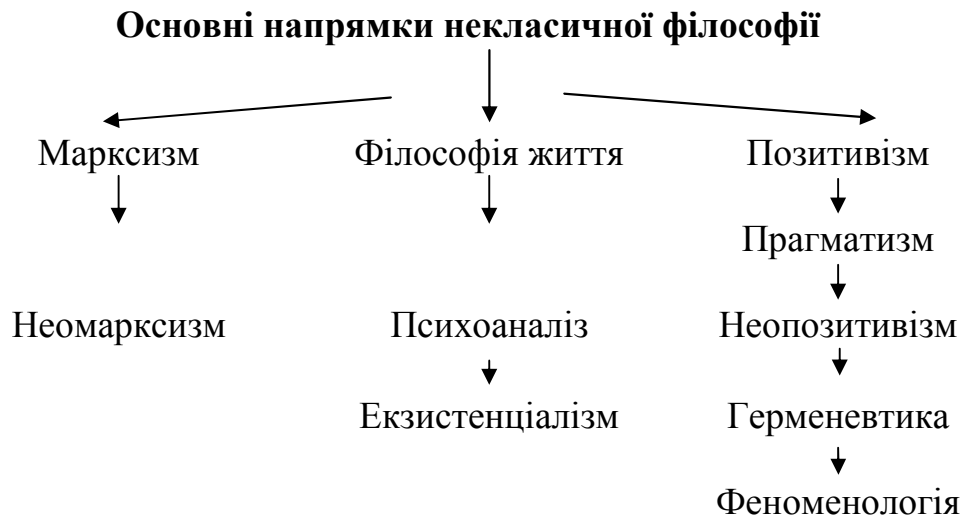 Основні напрямки некласичної філософії
Марксизм Філософія життя Позитивізм
Прагматизм
Неомарксизм Психоаналіз Неопозитивізм
Екзистенціалізм Герменевтика
Феноменологія